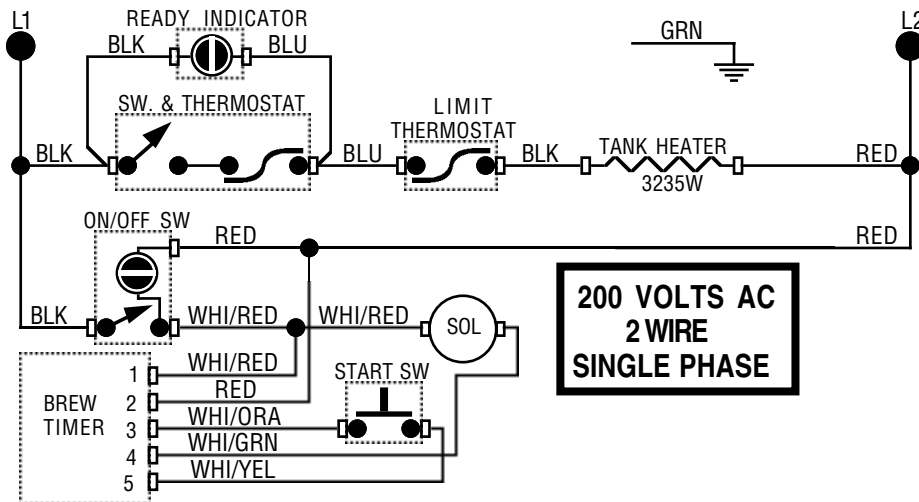 L1
READY INDICATOR
GRN
L2
BLK
BLU
SW. & THERMOSTAT
LIMIT
THERMOSTAT
BLK
BLU
BLK
TANK HEATER
3235W
RED
ON/OFF SW
RED
RED
BLK
WHI/RED
WHI/RED
SOL
200 VOLTS AC
2 WIRE
SINGLE PHASE
BREW
TIMER
1
WHI/RED
START SW
2
RED
3
WHI/ORA
4
WHI/GRN
5
WHI/YEL